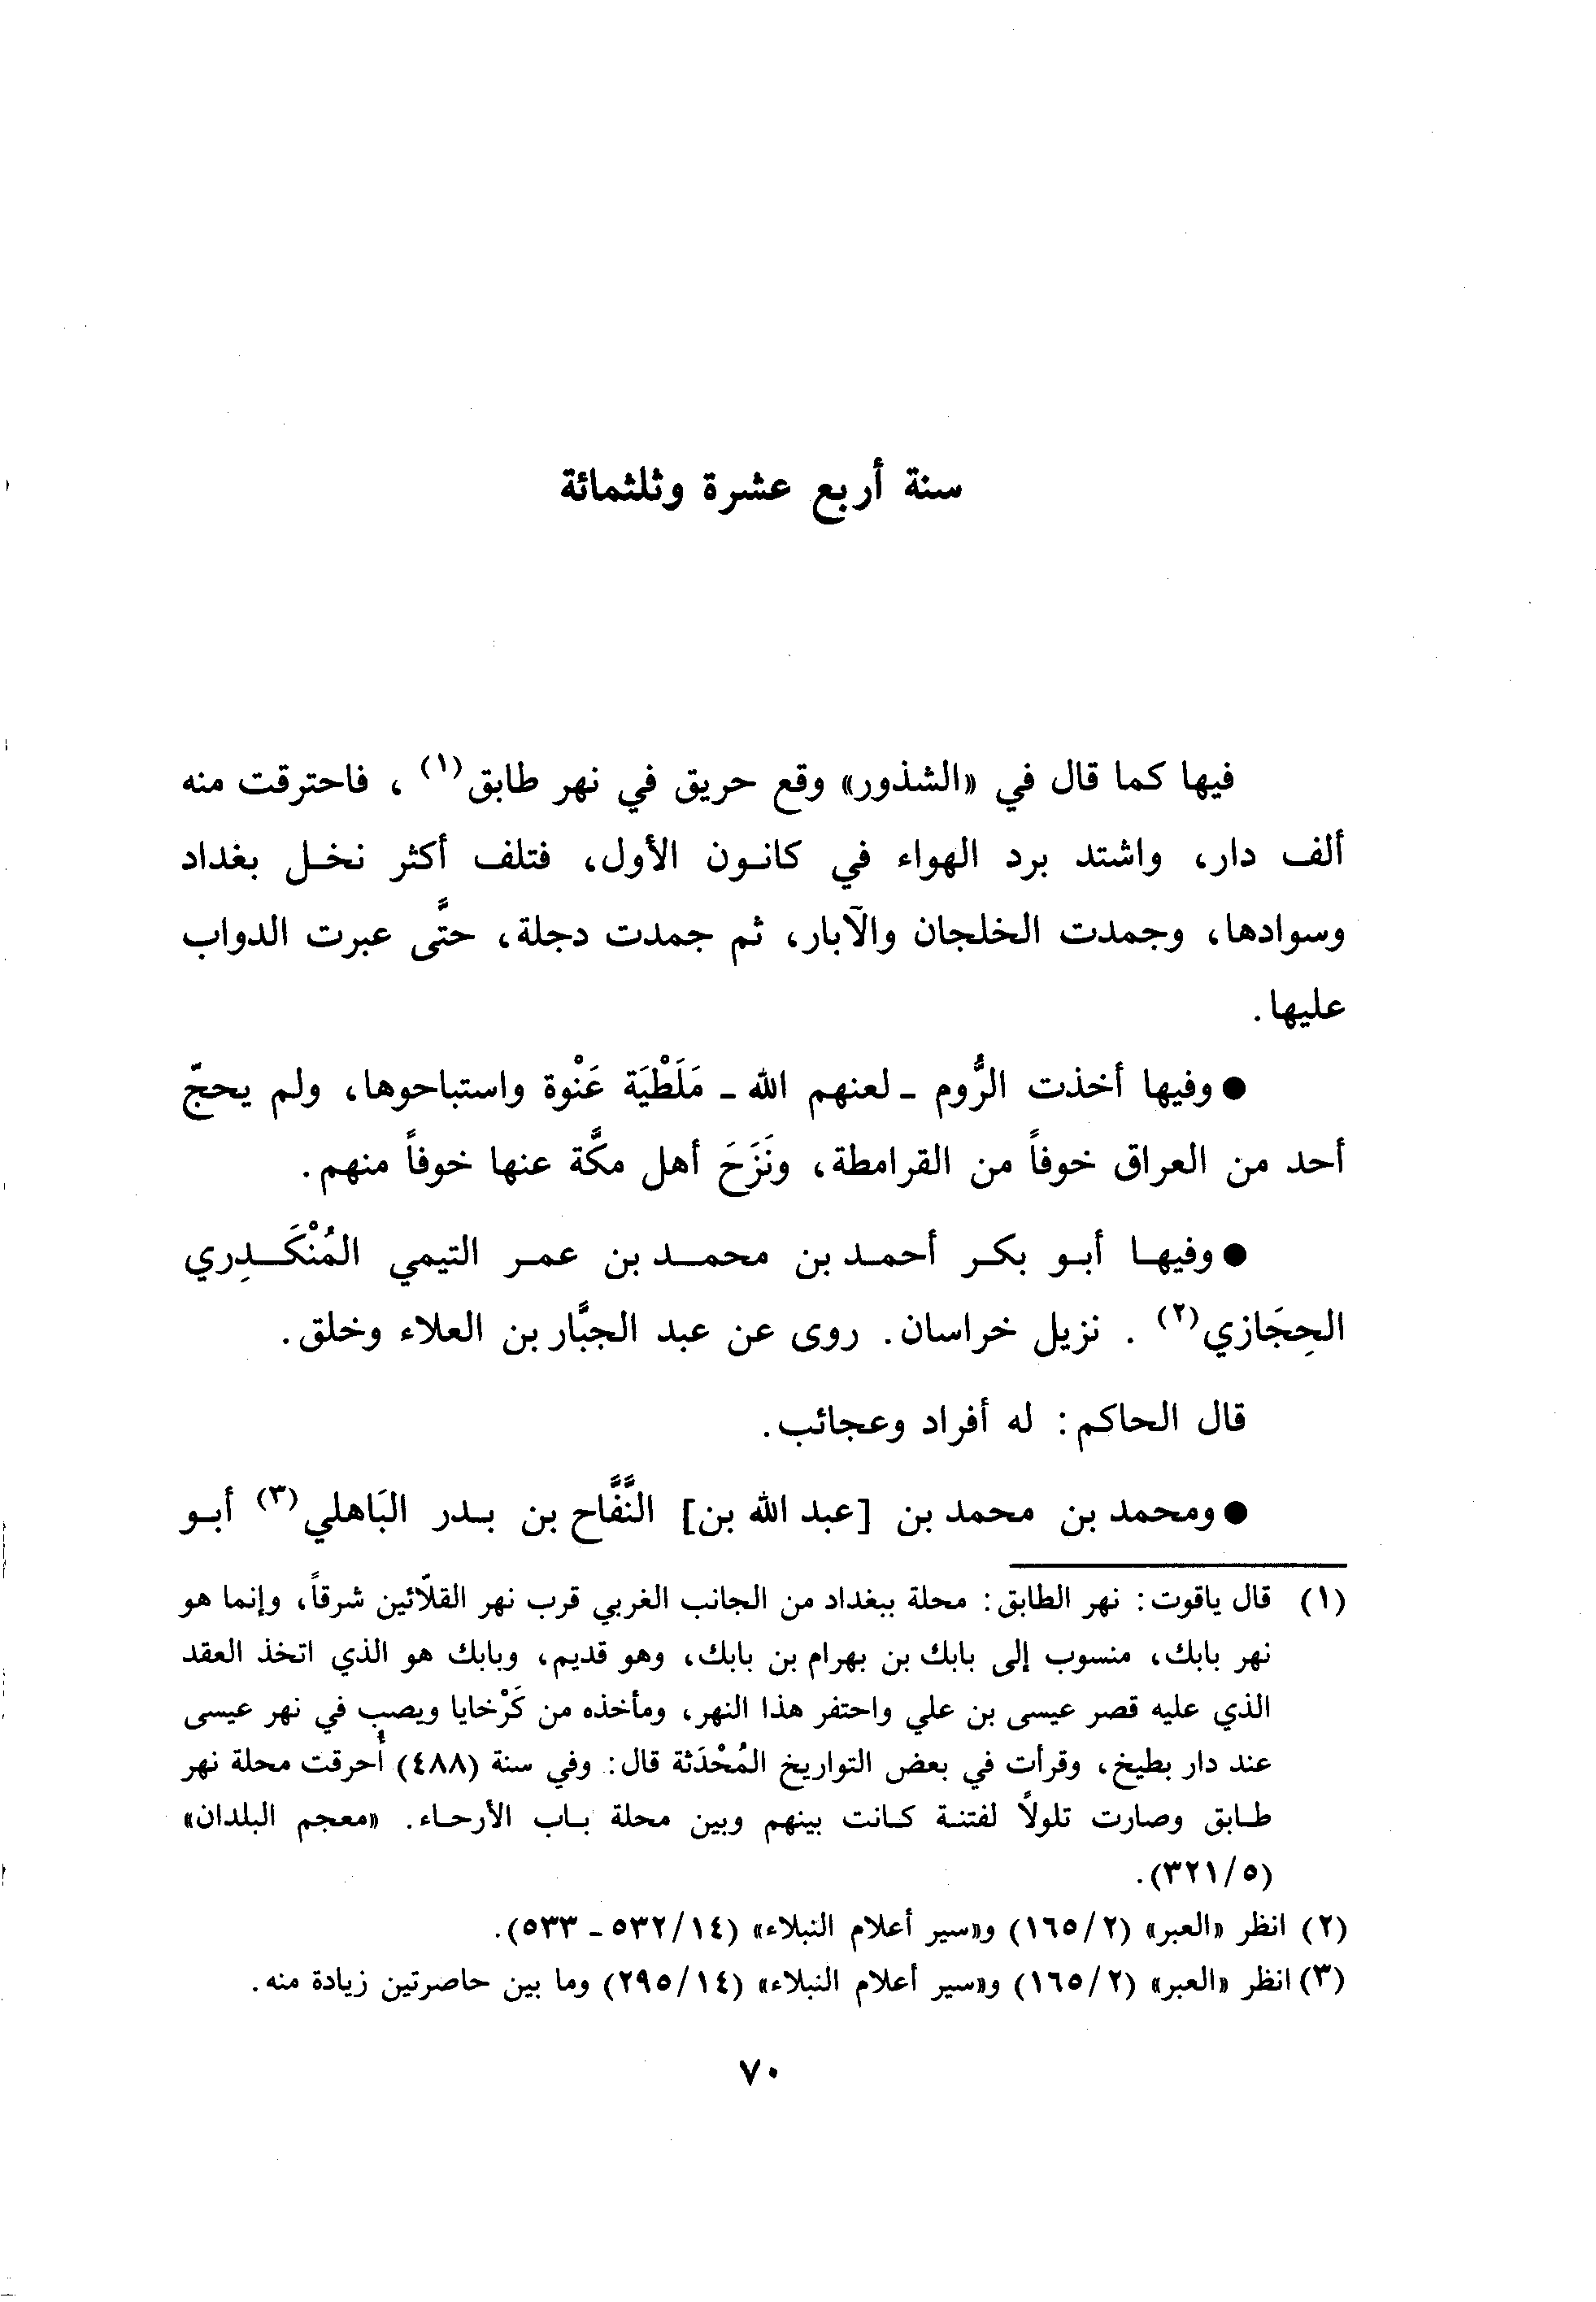 سنة أربع عشرة وثلثمائة
فيها كما قال في «الشذور» وقع حريق في نهر طابق(١) ، فاحترقت منه
ألف دار، واشتد برد الهواء في كانون الأول، فتلف أكثر نخل بغداد
وسوادها، وجمدت الخلجان والآبار، ثم جمدت دجلة، حتَّى عبرت الدواب
عليها.
● وفيها أخذت الرُّوم - لعنهم الله - مَلَطْيَة عَنْوة واستباحوها، ولم يحجّ
أحد من العراق خوفاً من القرامطة، ونَزَحَ أهل مكَّة عنها خوفاً منهم.
● وفيها أبو بكر أحمد بن محمد بن عمر التيمي المُنْكَدِري
الحِجَازي(٢) . نزيل خراسان. روى عن عبد الجبَّار بن العلاء وخلق.
قال الحاكم: له أفراد وعجائب.
● ومحمد بن محمد بن [عبد الله بن] النَّفَّاح بن بدر البَاهلي(٣) أبو
(١) قال ياقوت: نهر الطابق: محلة ببغداد من الجانب الغربي قرب نهر القلاّئين شرقاً، وإنما هو
نهر بابك، منسوب إلى بابك بن بهرام بن بابك، وهو قديم، وبابك هو الذي اتخذ العقد
الذي عليه قصر عيسى بن علي واحتفر هذا النهر، ومأخذه من كَرْخايا ويصب في نهر عيسى
عند دار بطيخ، وقرأت في بعض التواريخ المُحْدَثة قال: وفي سنة (٤٨٨) أُحرقت محلة نهر
طابق وصارت تلولاً لفتنة كانت بينهم وبين محلة باب الأرحاء. «معجم البلدان»
(٣٢١/٥).
(٢) انظر «العبر» (١٦٥/٢) و«سير أعلام النبلاء» (٥٣٢/١٤ - ٥٣٣).
(٣) انظر «العبر» (١٦٥/٢) و«سير أعلام النبلاء» (٢٩٥/١٤) وما بين حاصرتين زيادة منه.
٧٠